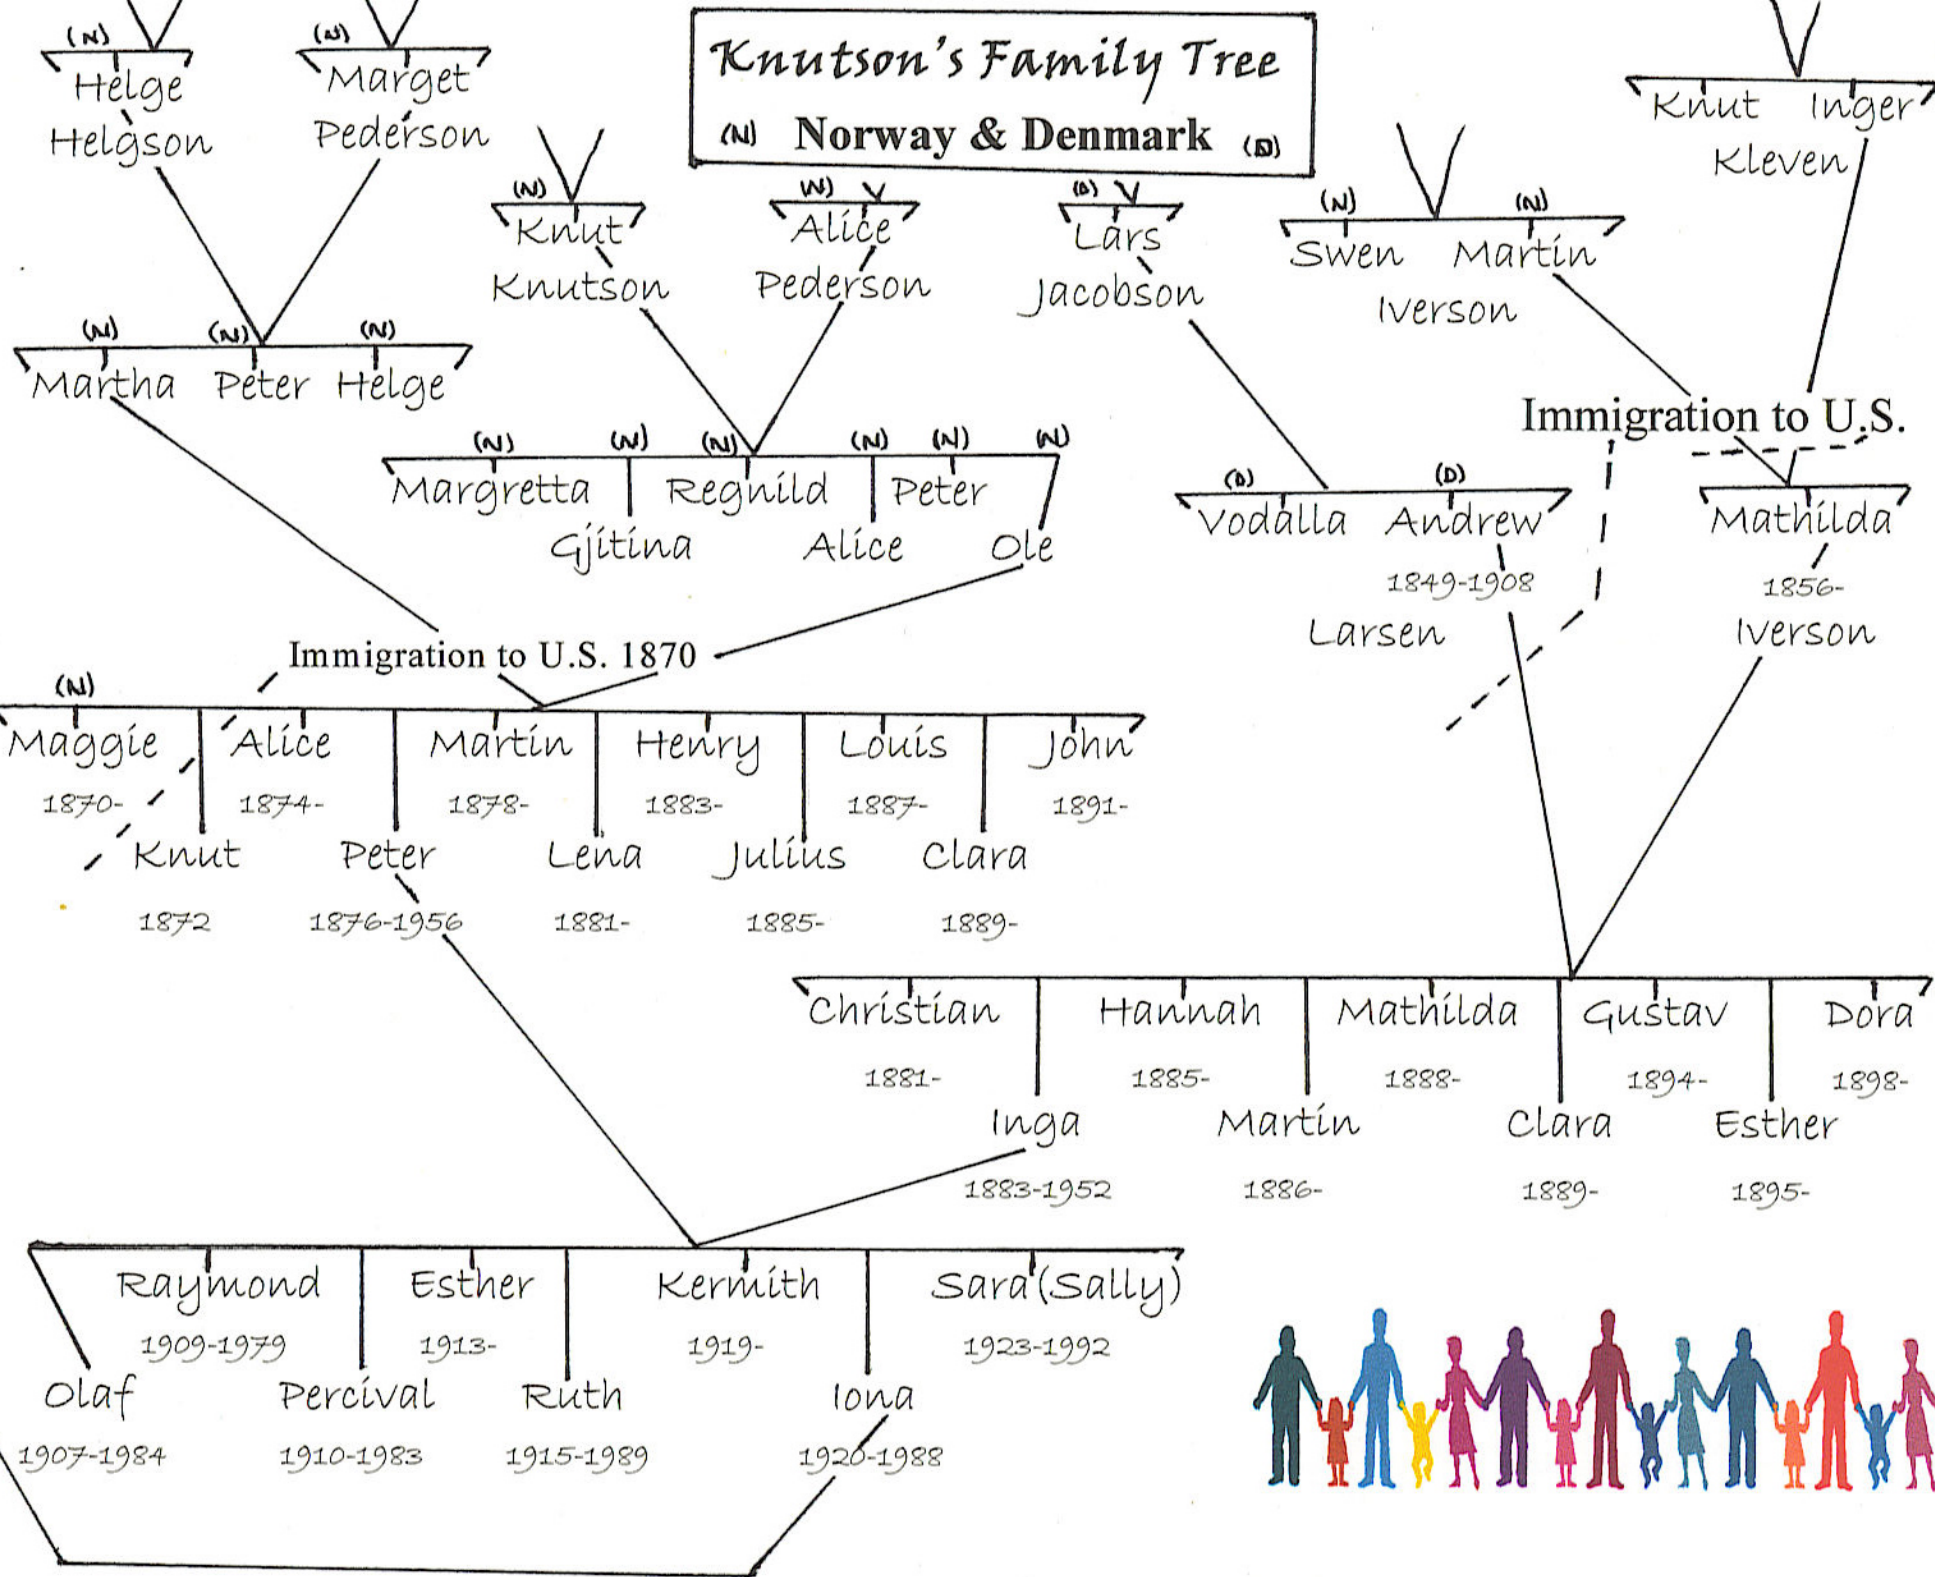 Knutson's Family Tree
(N) Norway & Denmark (D)
(N) (N)
Helge Marget
Helgson Pederson
Knut Inger
Kleven
(N) (N) (D)
Knut Alice Lars
Knutson Pederson Jacobson
(N) (N)
Swen Martin
Iverson
(N) (N) (N)
Martha Peter Helge
Immigration to U.S.
(N) (N) (N) (N) (N) (N)
Margretta Regnild Peter
Gjitina Alice Ole
(D) (D)
Vodalla Andrew Mathilda
1849-1908 1856-
Larsen Iverson
Immigration to U.S. 1870
(N)
Maggie Alice Martin Henry Louis John
1870- 1874- 1878- 1883- 1887- 1891-
Knut Peter Lena Julius Clara
1872 1876-1956 1881- 1885- 1889-
Christian Hannah Mathilda Gustav Dora
1881- 1885- 1888- 1894- 1898-
Inga Martin Clara Esther
1883-1952 1886- 1889- 1895-
Raymond Esther Kermith Sara (Sally)
1909-1979 1913- 1919- 1923-1992
Olaf Percival Ruth Iona
1907-1984 1910-1983 1915-1989 1920-1988